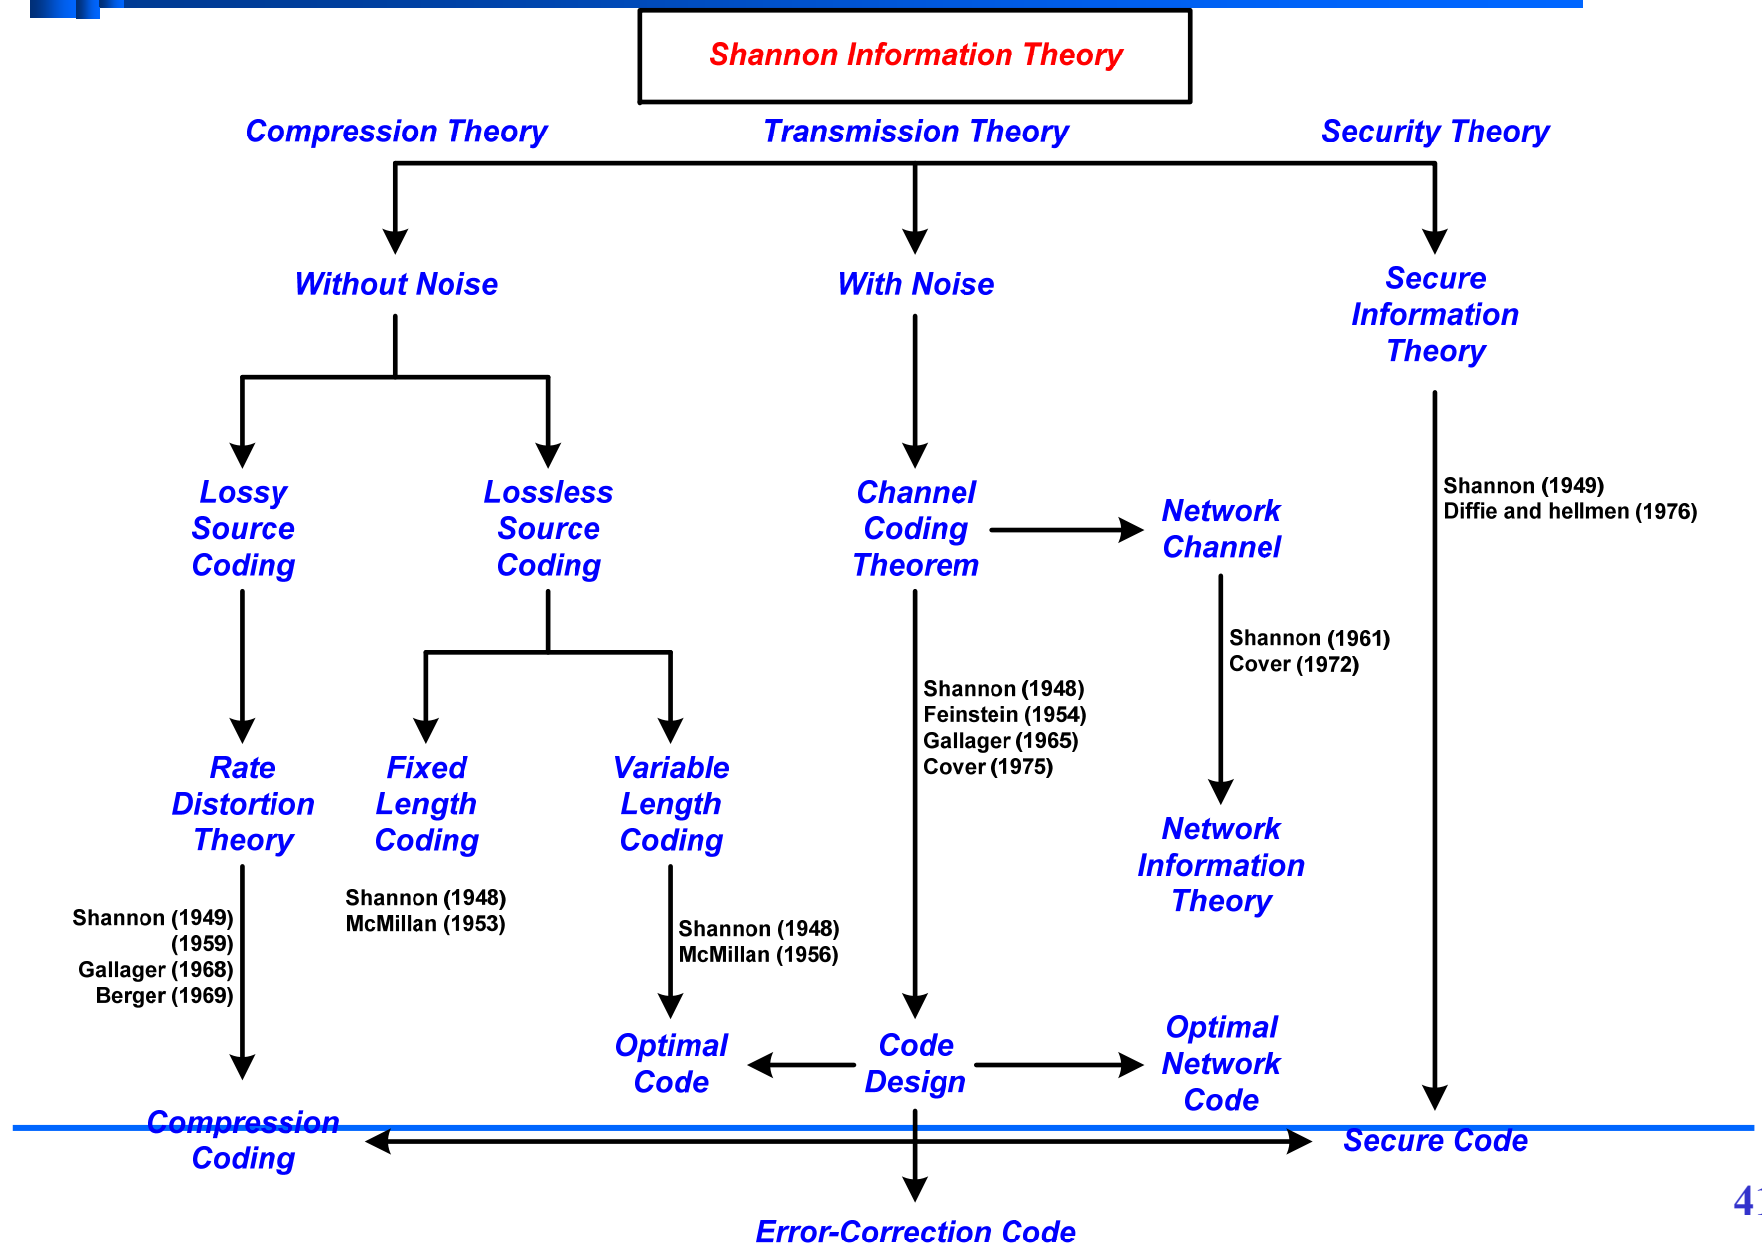 Shannon Information Theory
Compression Theory
Transmission Theory
Security Theory
Without Noise
With Noise
Secure
Information
Theory
Lossy
Source
Coding
Lossless
Source
Coding
Channel
Coding
Theorem
Network
Channel
Shannon (1949)
Diffie and hellmen (1976)
Shannon (1961)
Cover (1972)
Shannon (1948)
Feinstein (1954)
Gallager (1965)
Cover (1975)
Rate
Distortion
Theory
Fixed
Length
Coding
Variable
Length
Coding
Network
Information
Theory
Shannon (1949)
(1959)
Gallager (1968)
Berger (1969)
Shannon (1948)
McMillan (1953)
Shannon (1948)
McMillan (1956)
Optimal
Code
Code
Design
Optimal
Network
Code
Compression
Coding
Secure Code
Error-Correction Code
41